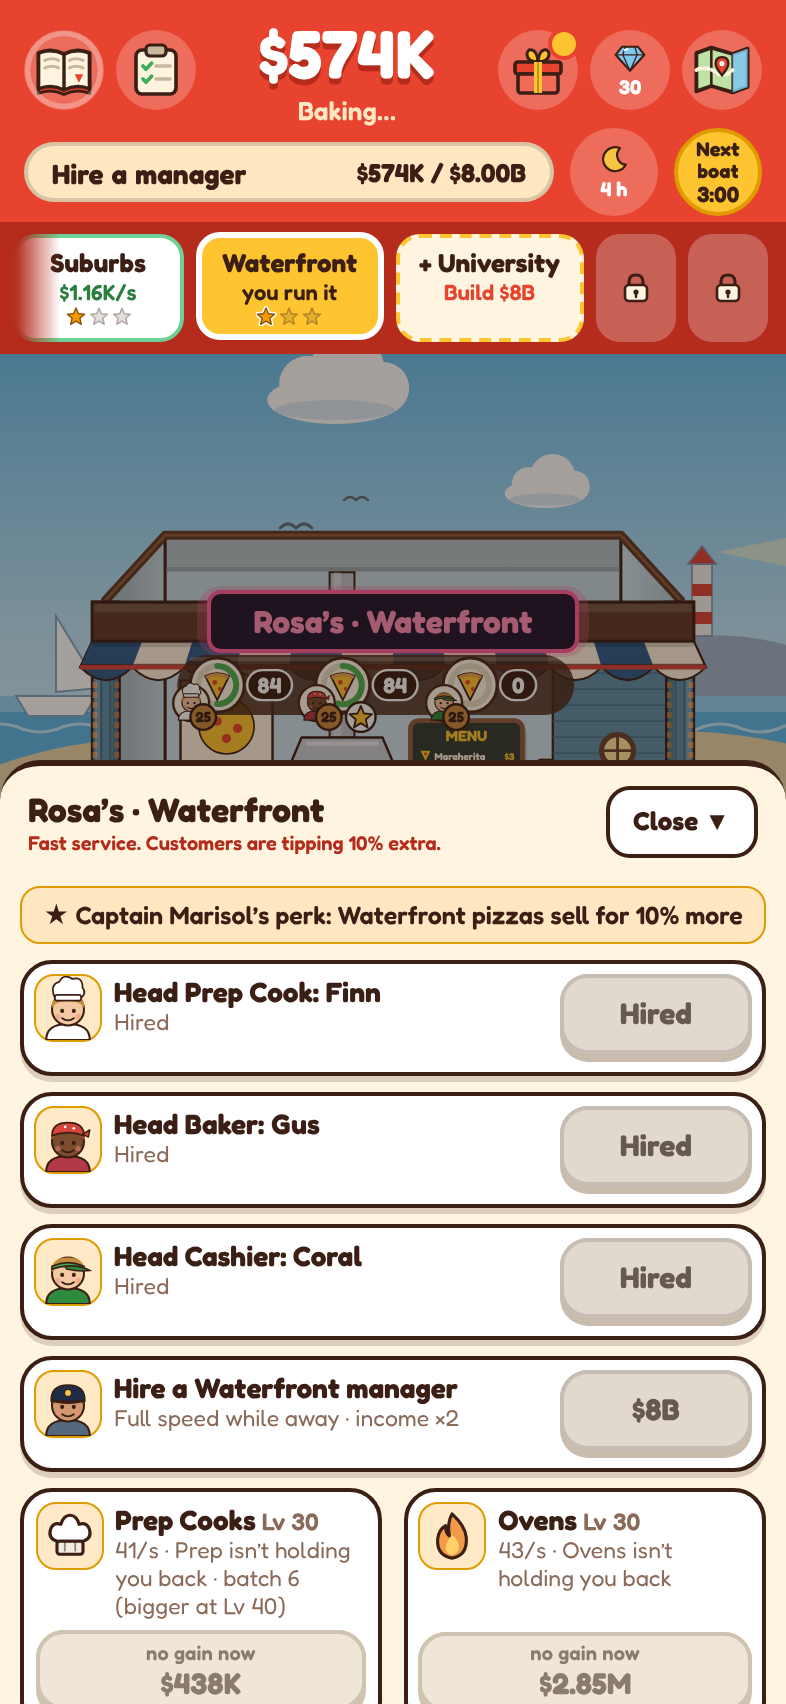 $574K
Baking...
30
Hire a manager
$574K / $8.00B
4 h
Next
boat
3:00
Suburbs
$1.16K/s
Waterfront
you run it
+ University
Build $8B
Rosa's · Waterfront
84
84
0
25
25
25
MENU
Margherita $3
Rosa's · Waterfront
Fast service. Customers are tipping 10% extra.
Close ▼
★ Captain Marisol's perk: Waterfront pizzas sell for 10% more
Head Prep Cook: Finn
Hired
Hired
Head Baker: Gus
Hired
Hired
Head Cashier: Coral
Hired
Hired
Hire a Waterfront manager
Full speed while away · income ×2
$8B
Prep Cooks Lv 30
41/s · Prep isn't holding
you back · batch 6
(bigger at Lv 40)
no gain now
$438K
Ovens Lv 30
43/s · Ovens isn't
holding you back
no gain now
$2.85M